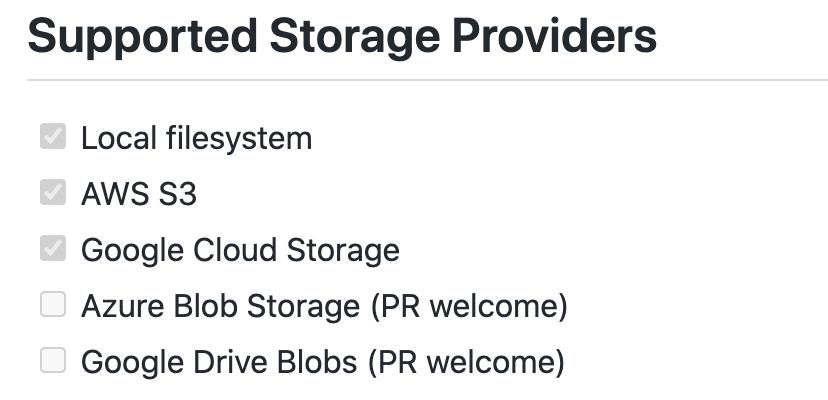 Supported Storage Providers
Local filesystem
AWS S3
Google Cloud Storage
Azure Blob Storage (PR welcome)
Google Drive Blobs (PR welcome)